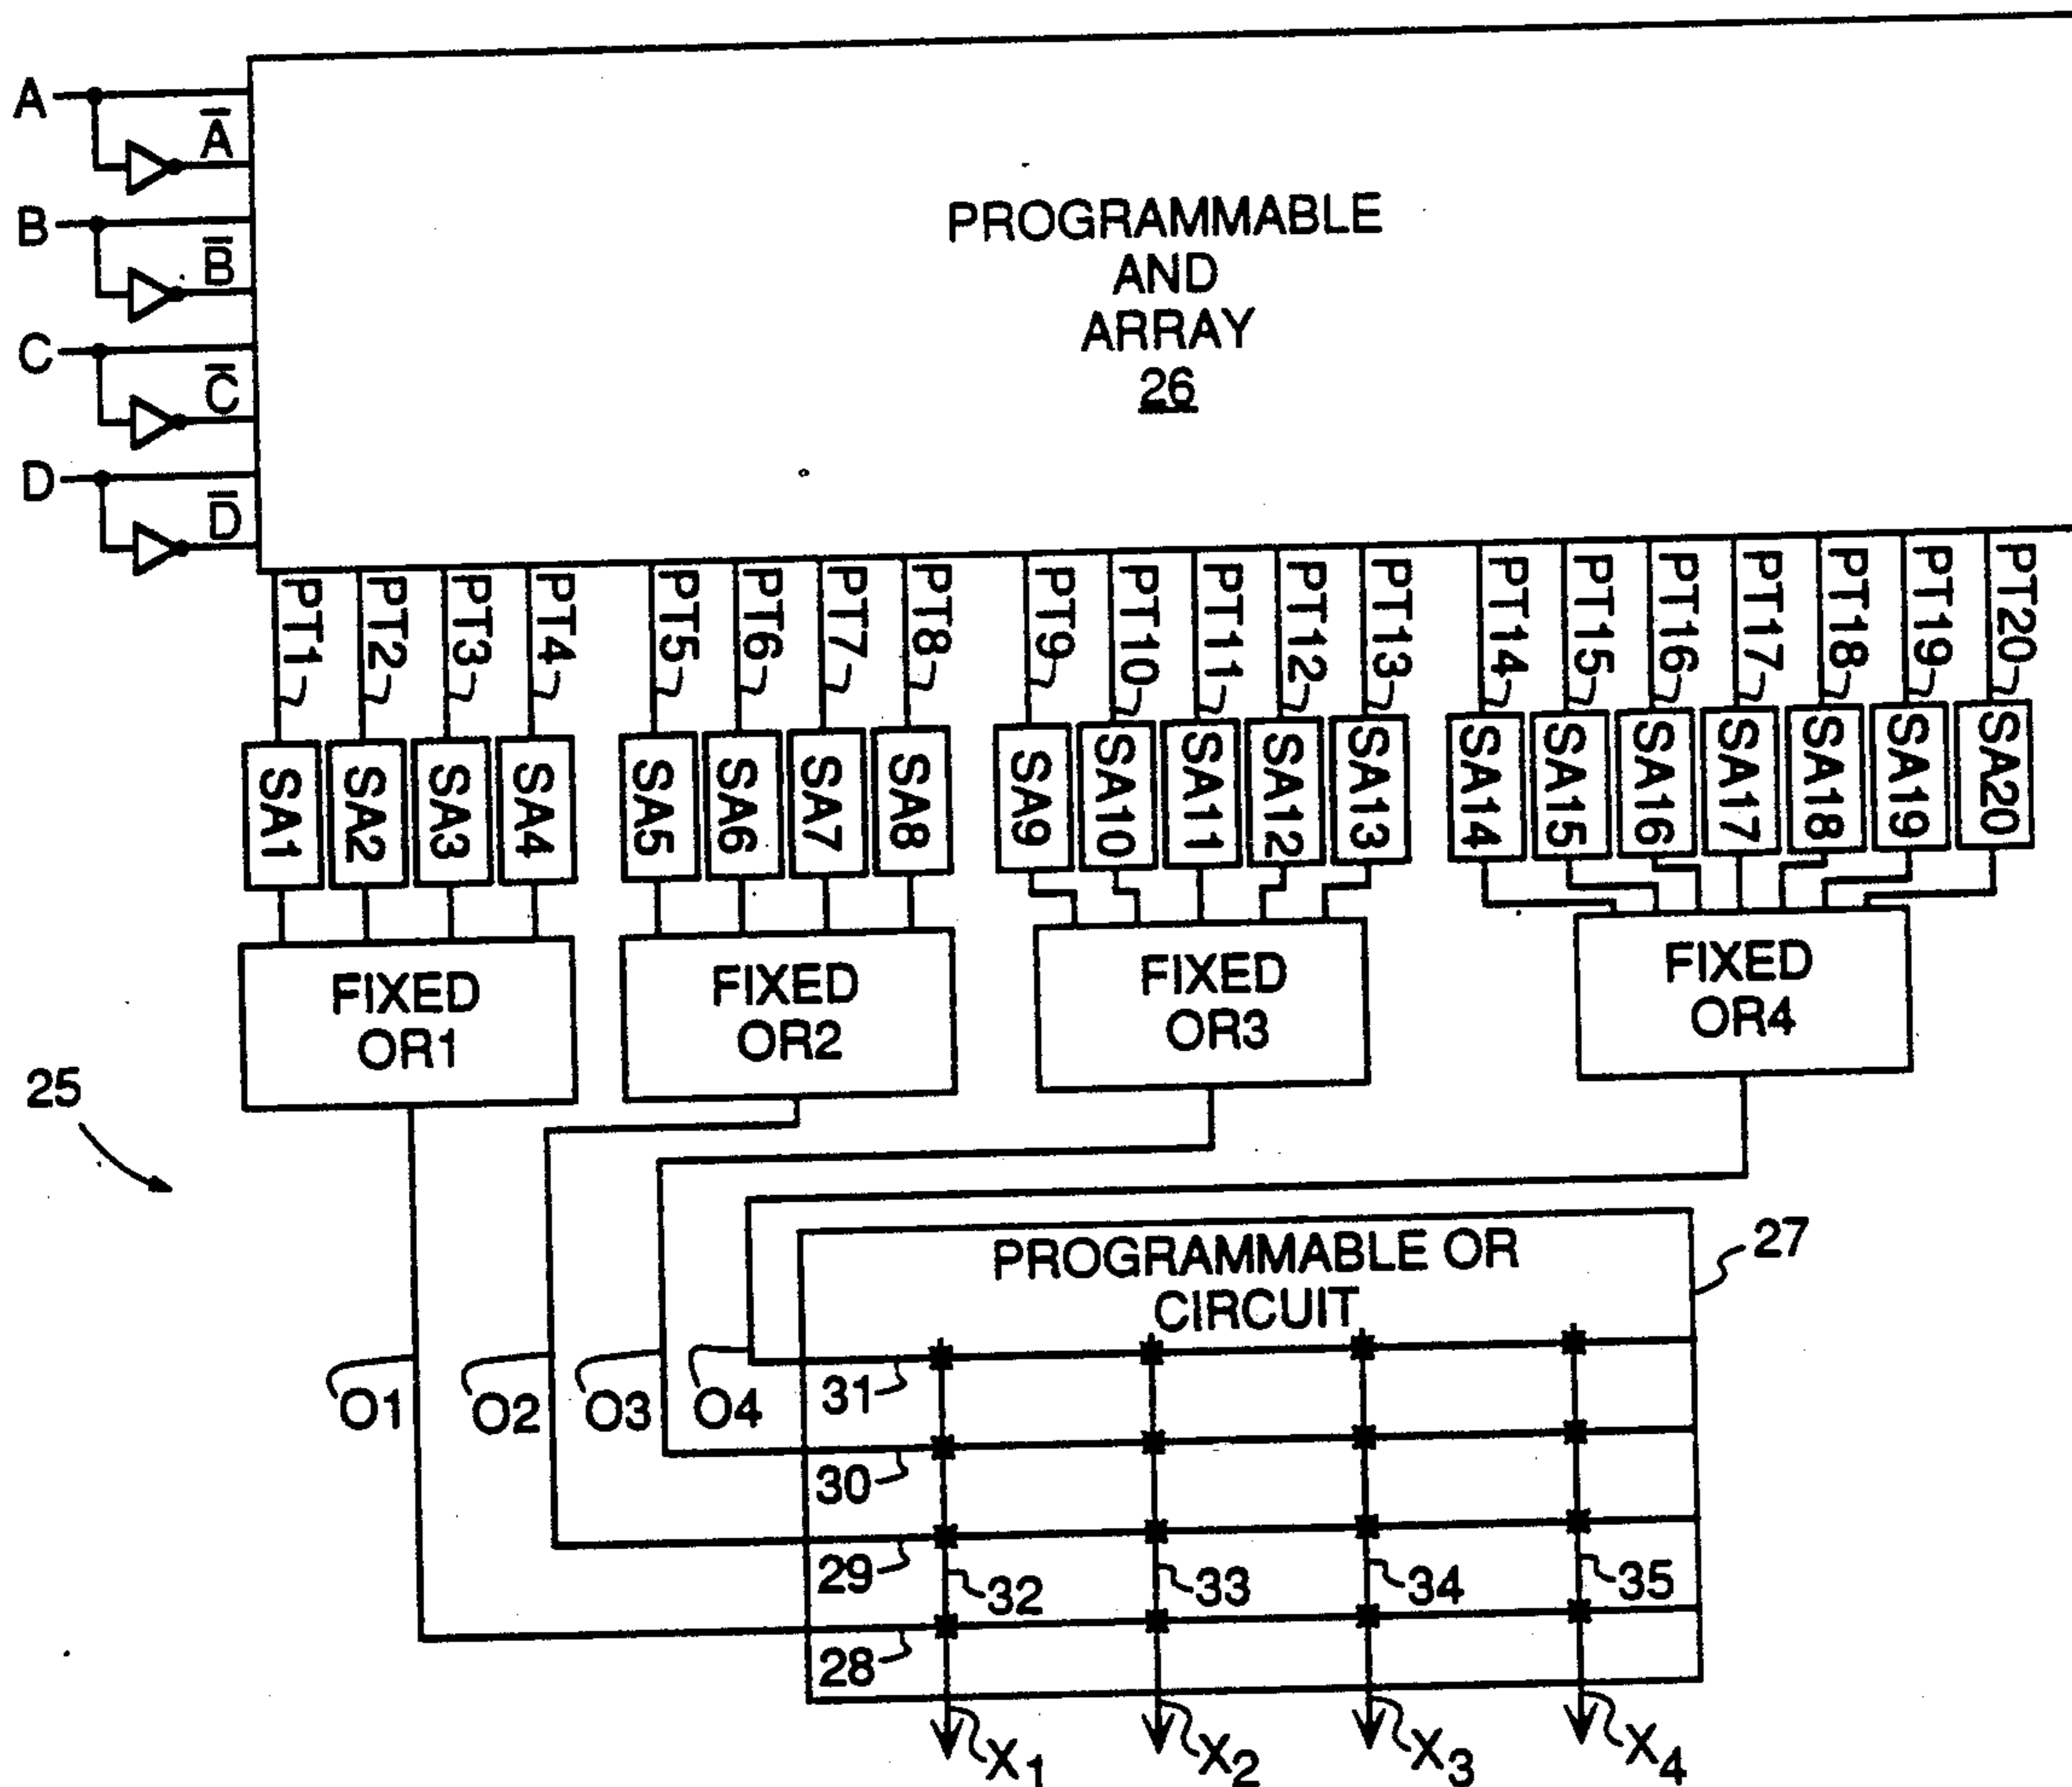 A
A̅
B
B̅
C
C̅
D
D̅
PROGRAMMABLE
AND
ARRAY
26
PT1
PT2
PT3
PT4
PT5
PT6
PT7
PT8
PT9
PT10
PT11
PT12
PT13
PT14
PT15
PT16
PT17
PT18
PT19
PT20
SA1
SA2
SA3
SA4
SA5
SA6
SA7
SA8
SA9
SA10
SA11
SA12
SA13
SA14
SA15
SA16
SA17
SA18
SA19
SA20
FIXED
OR1
FIXED
OR2
FIXED
OR3
FIXED
OR4
25
PROGRAMMABLE OR
CIRCUIT
27
O1
O2
O3
O4
31
30
29
28
32
33
34
35
X1
X2
X3
X4